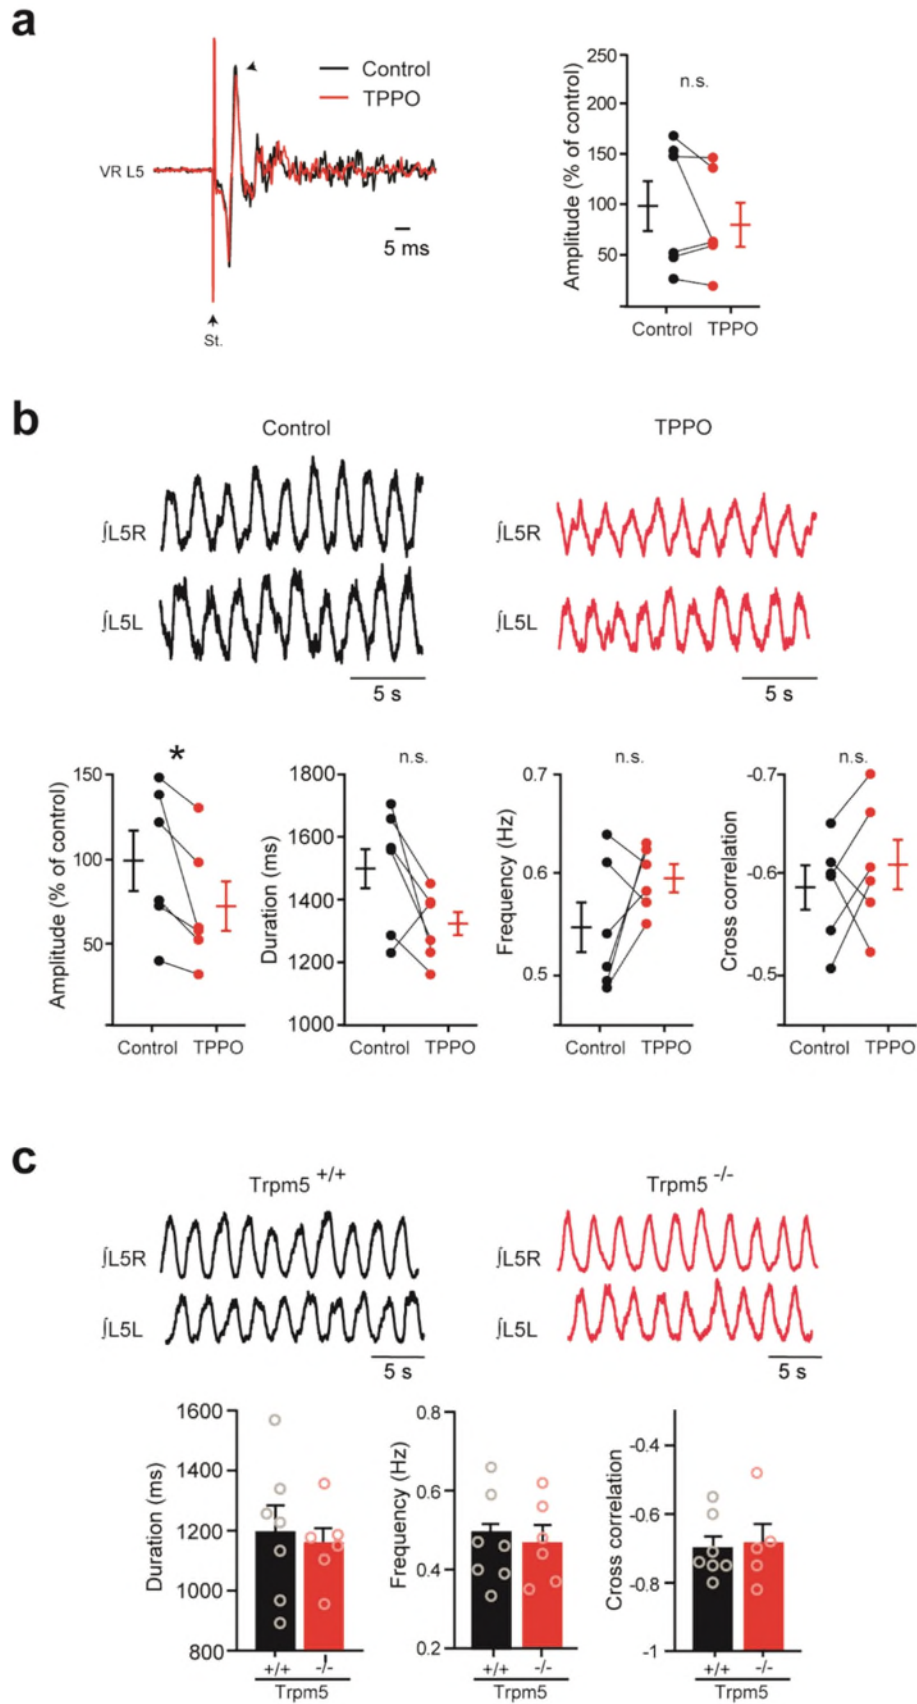 a
Control
TPPO
VR L5
5 ms
St.
Amplitude (% of control)
250
200
150
100
50
n.s.
Control TPPO
b
Control
TPPO
∫L5R
∫L5L
5 s
∫L5R
∫L5L
5 s
Amplitude (% of control)
150
100
50
*
Control TPPO
Duration (ms)
1800
1600
1400
1200
1000
n.s.
Control TPPO
Frequency (Hz)
0.7
0.6
0.5
n.s.
Control TPPO
Cross correlation
-0.7
-0.6
-0.5
n.s.
Control TPPO
c
Trpm5 +/+
Trpm5 -/-
∫L5R
∫L5L
5 s
∫L5R
∫L5L
5 s
Duration (ms)
1600
1400
1200
1000
800
+/+ -/-
Trpm5
Frequency (Hz)
0.8
0.6
0.4
0.2
+/+ -/-
Trpm5
Cross correlation
-0.4
-0.6
-0.8
-1
+/+ -/-
Trpm5